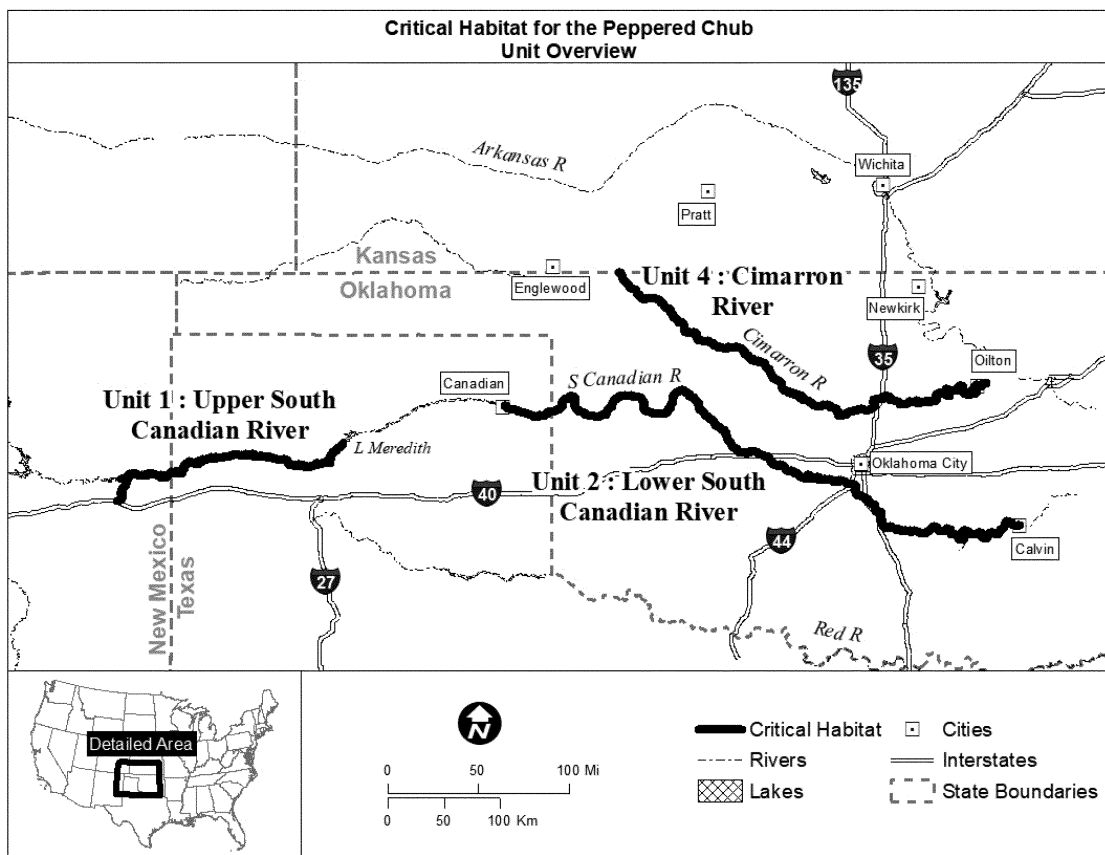 Critical Habitat for the Peppered Chub
Unit Overview
135
Arkansas R
Wichita
Pratt
Kansas
Oklahoma
Englewood
Unit 4 : Cimarron
River
Newkirk
Cimarron R
35
Oilton
Canadian
S Canadian R
Unit 1 : Upper South
Canadian River
L Meredith
Oklahoma City
40
Unit 2 : Lower South
Canadian River
44
Calvin
27
New Mexico
Texas
Red R
Detailed Area
N
0 50 100 Mi
0 50 100 Km
Critical Habitat
Rivers
Lakes
Cities
Interstates
State Boundaries